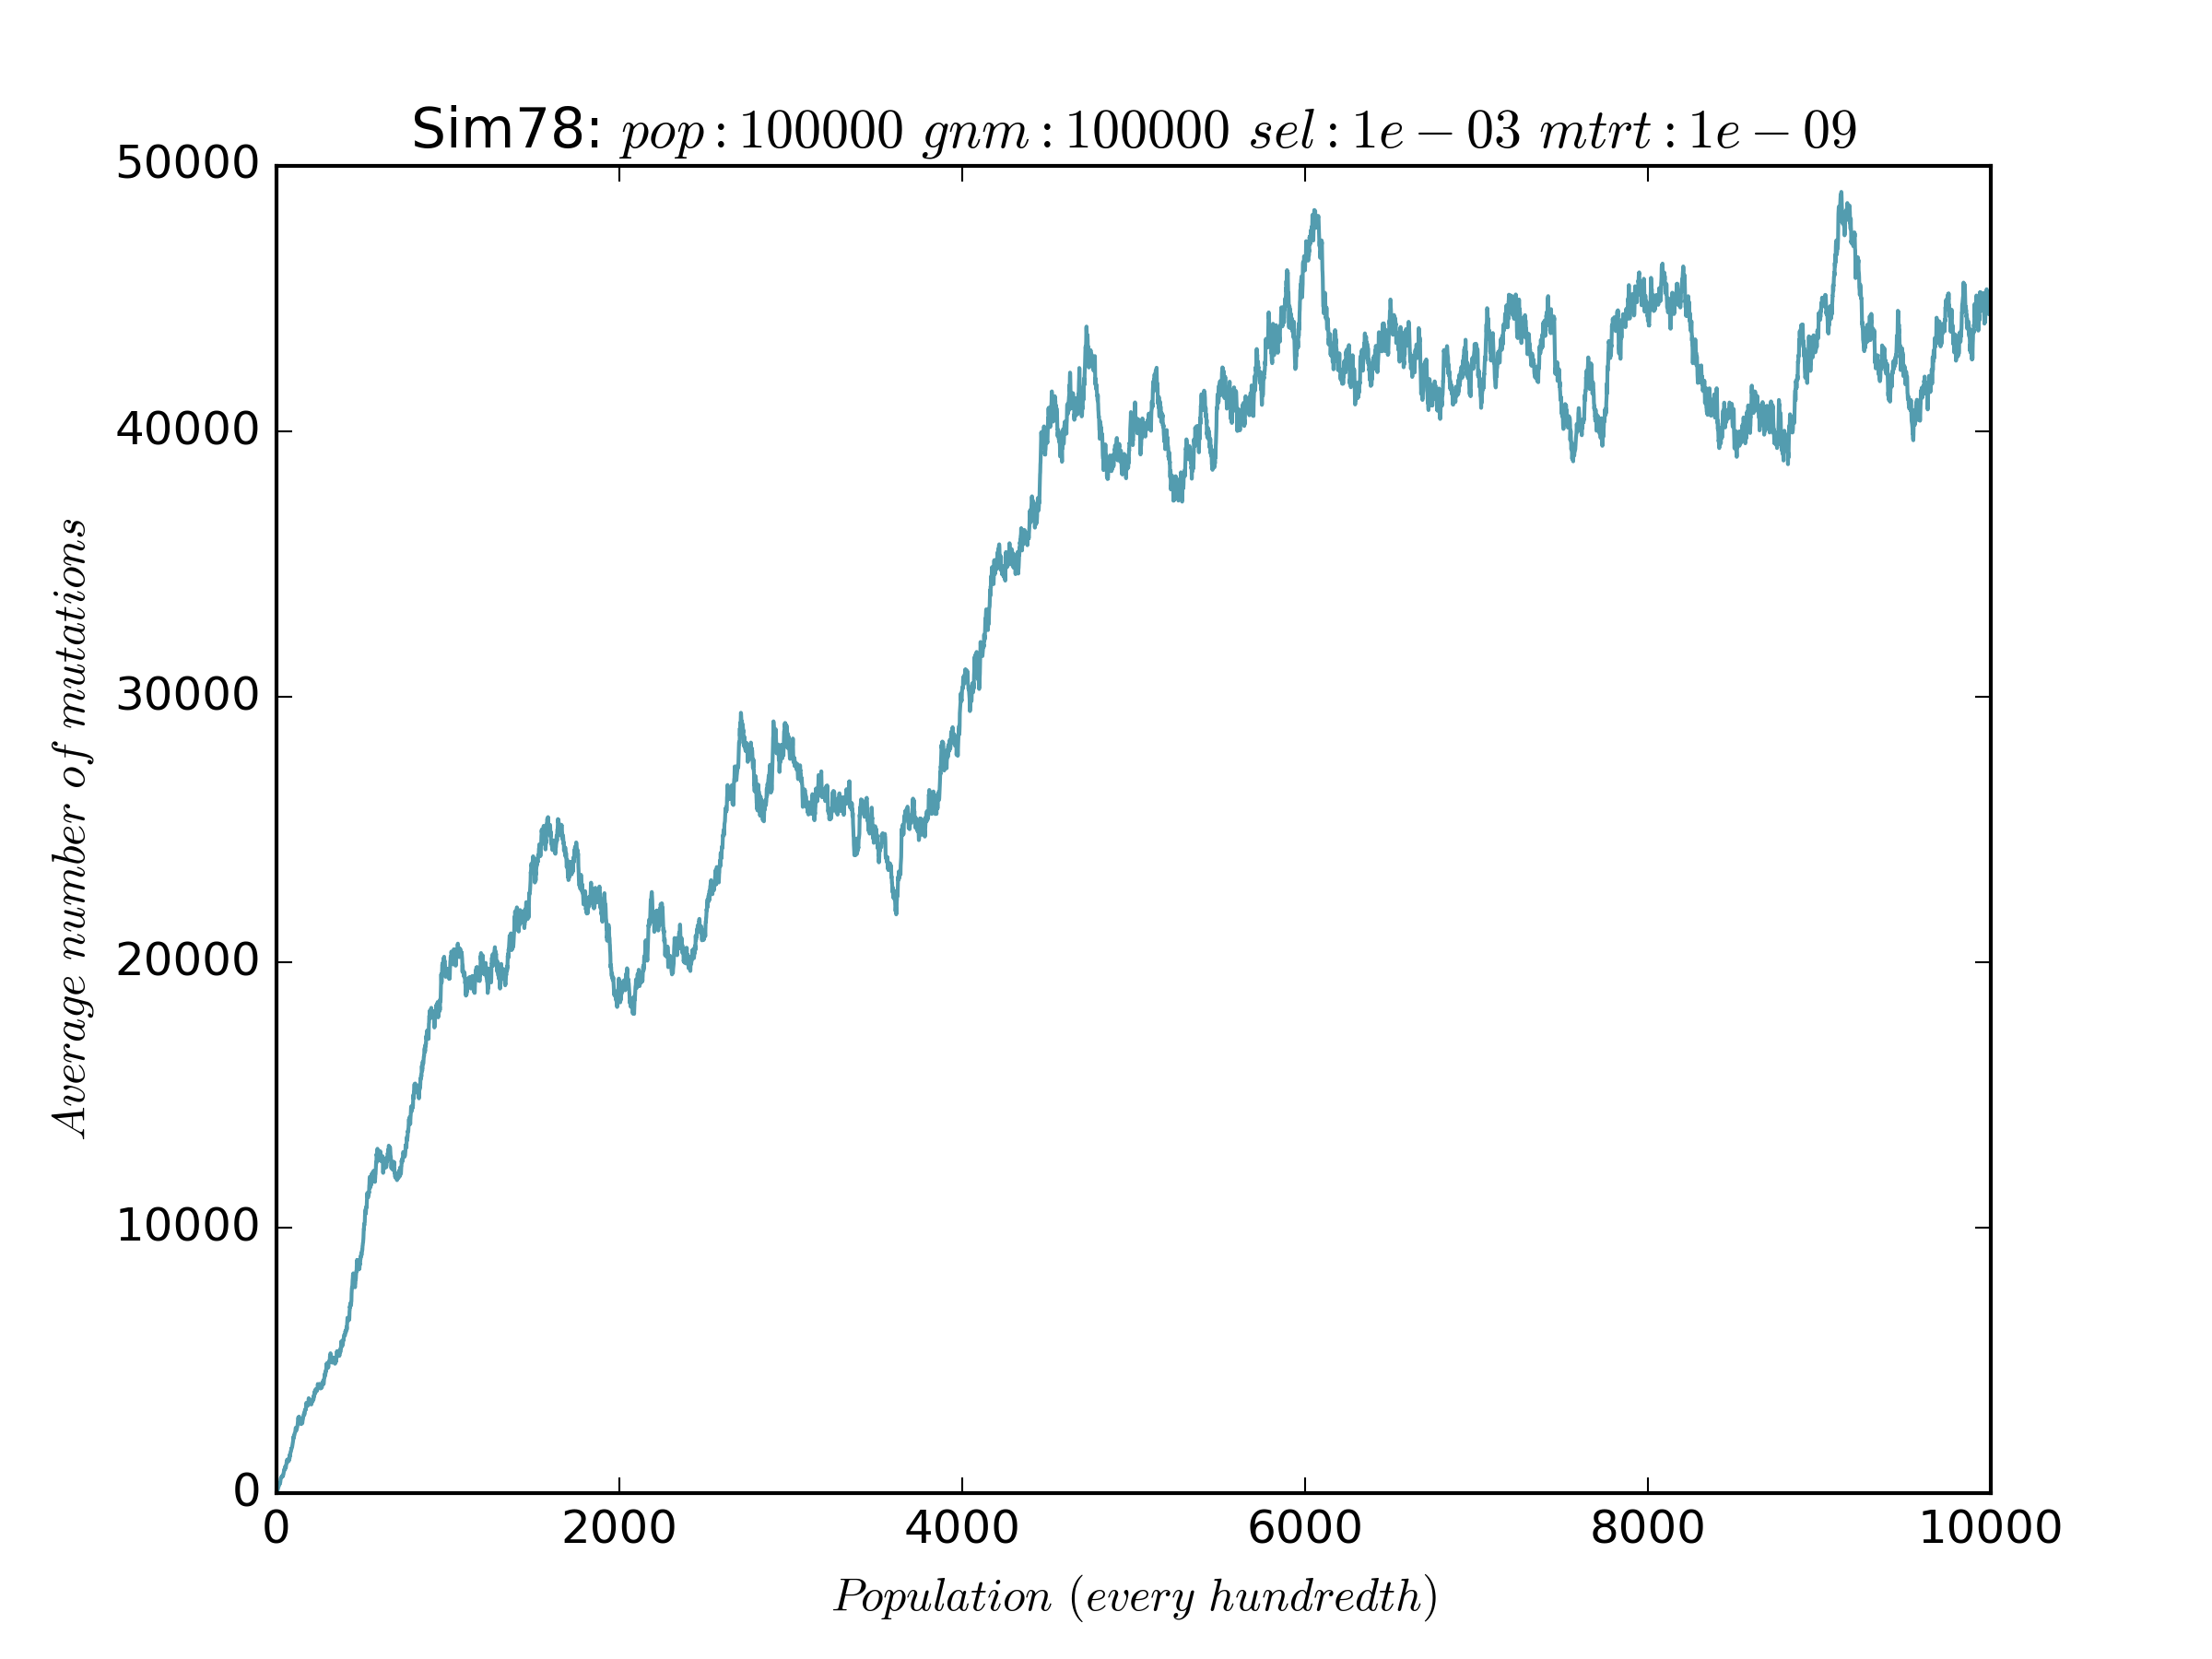 Sim78: pop : 100000 gnm : 100000 sel : 1e − 03 mtrt : 1e − 09
50000
40000
30000
20000
10000
0
Average number of mutations
0 2000 4000 6000 8000 10000
Population (every hundredth)